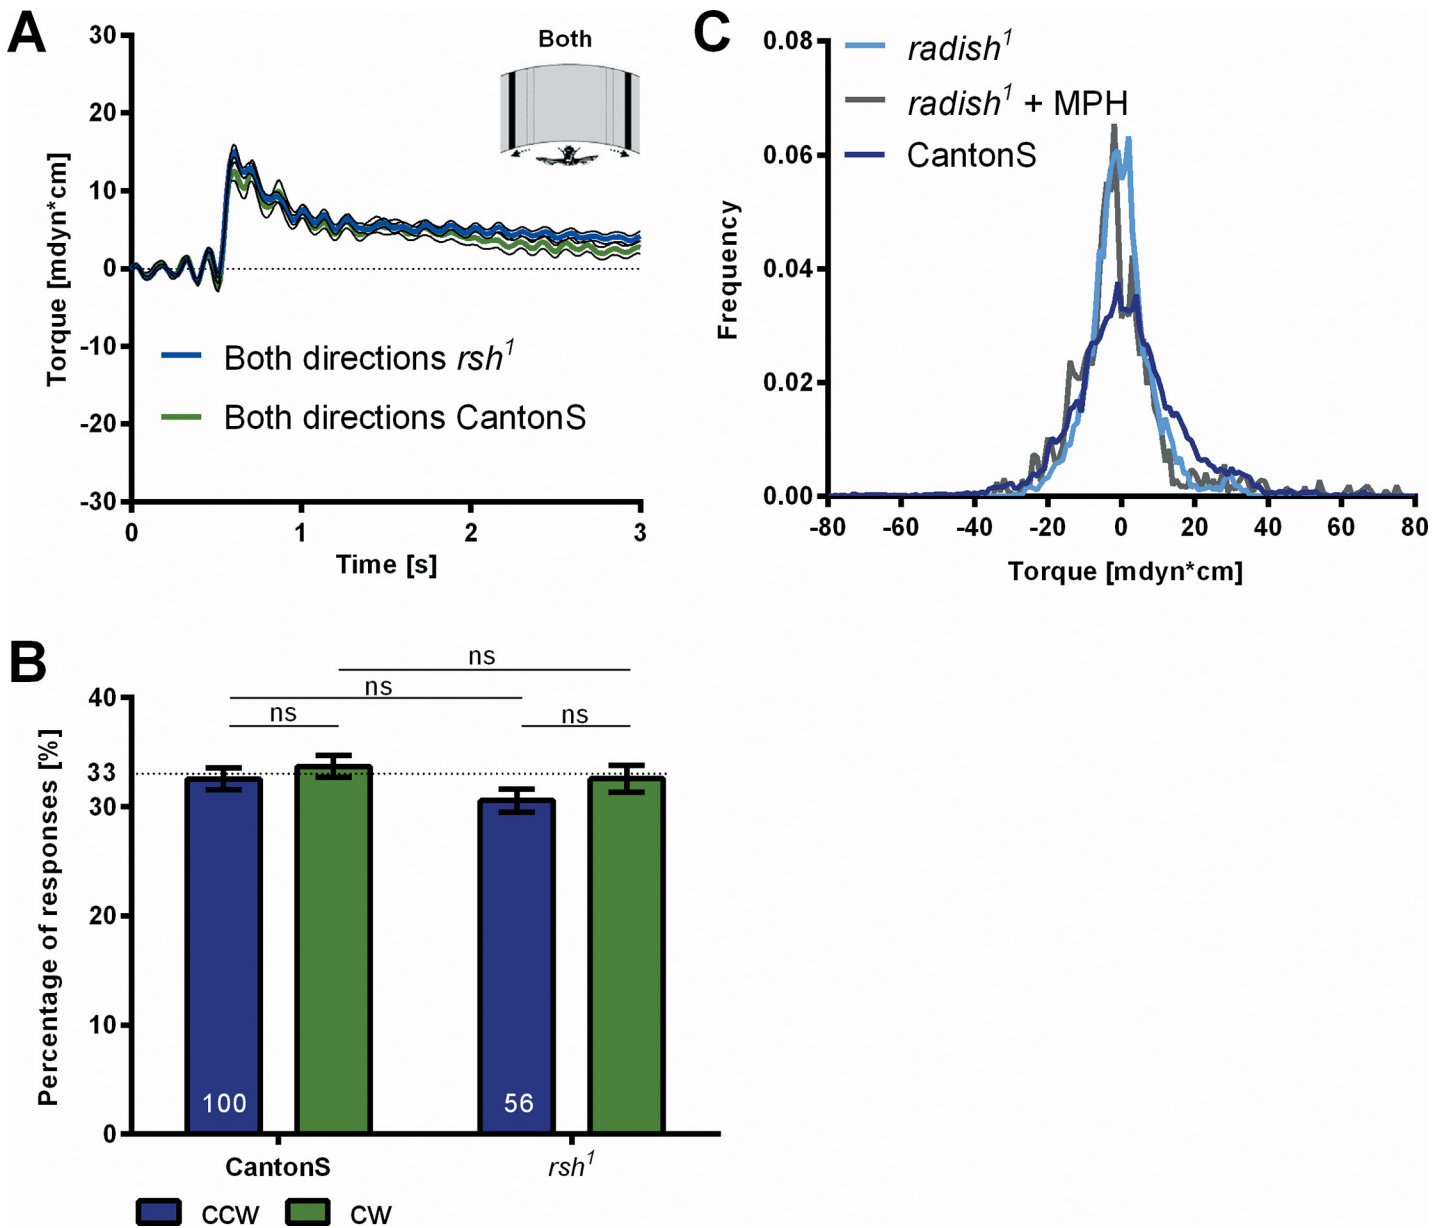 A
30
20
10
0
-10
-20
-30
Torque [mdyn*cm]
Both
Both directions rsh1
Both directions CantonS
0 1 2 3
Time [s]
C
0.08
0.06
0.04
0.02
0.00
Frequency
radish1
radish1 + MPH
CantonS
-80 -60 -40 -20 0 20 40 60 80
Torque [mdyn*cm]
B
40
33
30
20
10
0
Percentage of responses [%]
ns
ns
ns ns
100 56
CantonS rsh1
ccw cw